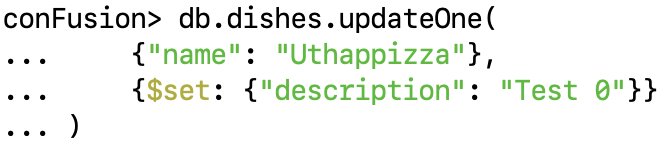 conFusion> db.dishes.updateOne(
...     {"name": "Uthappizza"},
...     {$set: {"description": "Test 0"}}
... )